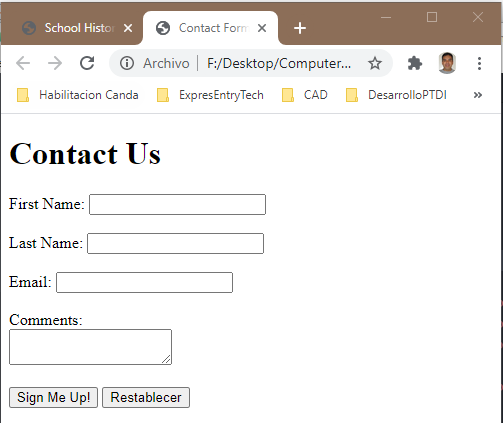 School Histor
Contact Form
Archivo | F:/Desktop/Computer...
Habilitacion Canda ExpresEntryTech CAD DesarrolloPTDI »
Contact Us
First Name:
Last Name:
Email:
Comments:
Sign Me Up! Restablecer